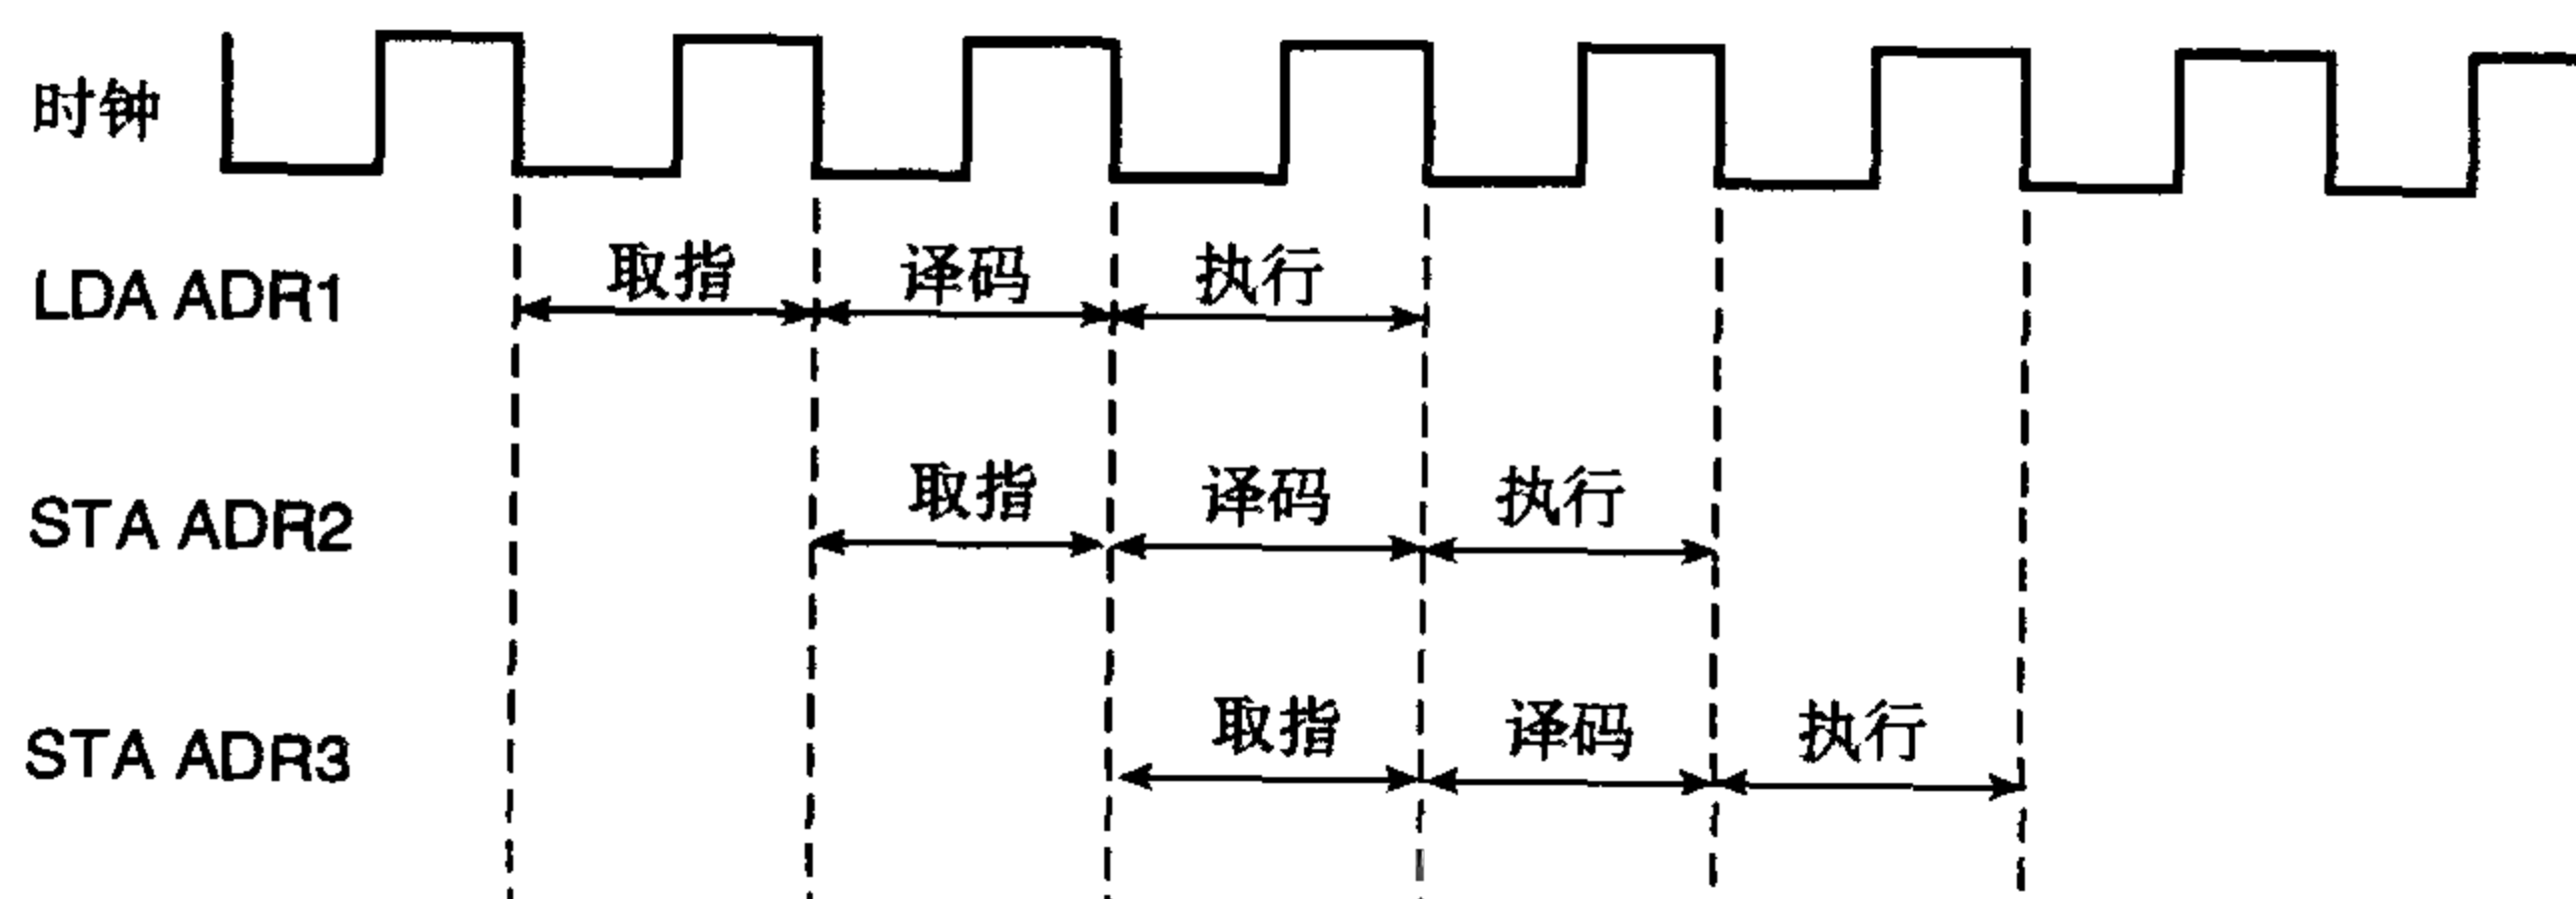 时钟
LDA ADR1 取指 译码 执行
STA ADR2 取指 译码 执行
STA ADR3 取指 译码 执行